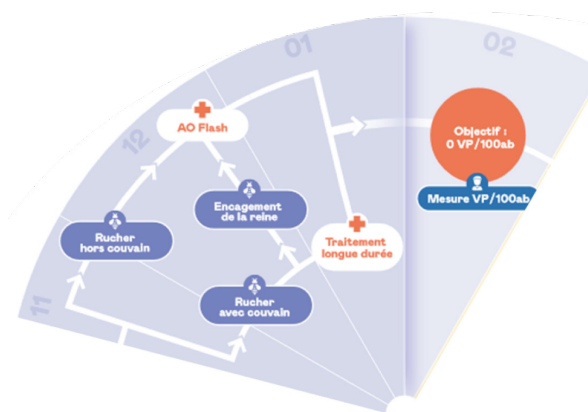 01
02
12
11
AO Flash
Objectif :
0 VP/100ab
Mesure VP/100ab
Encagement
de la reine
Rucher
hors couvain
Traitement
longue durée
Rucher
avec couvain